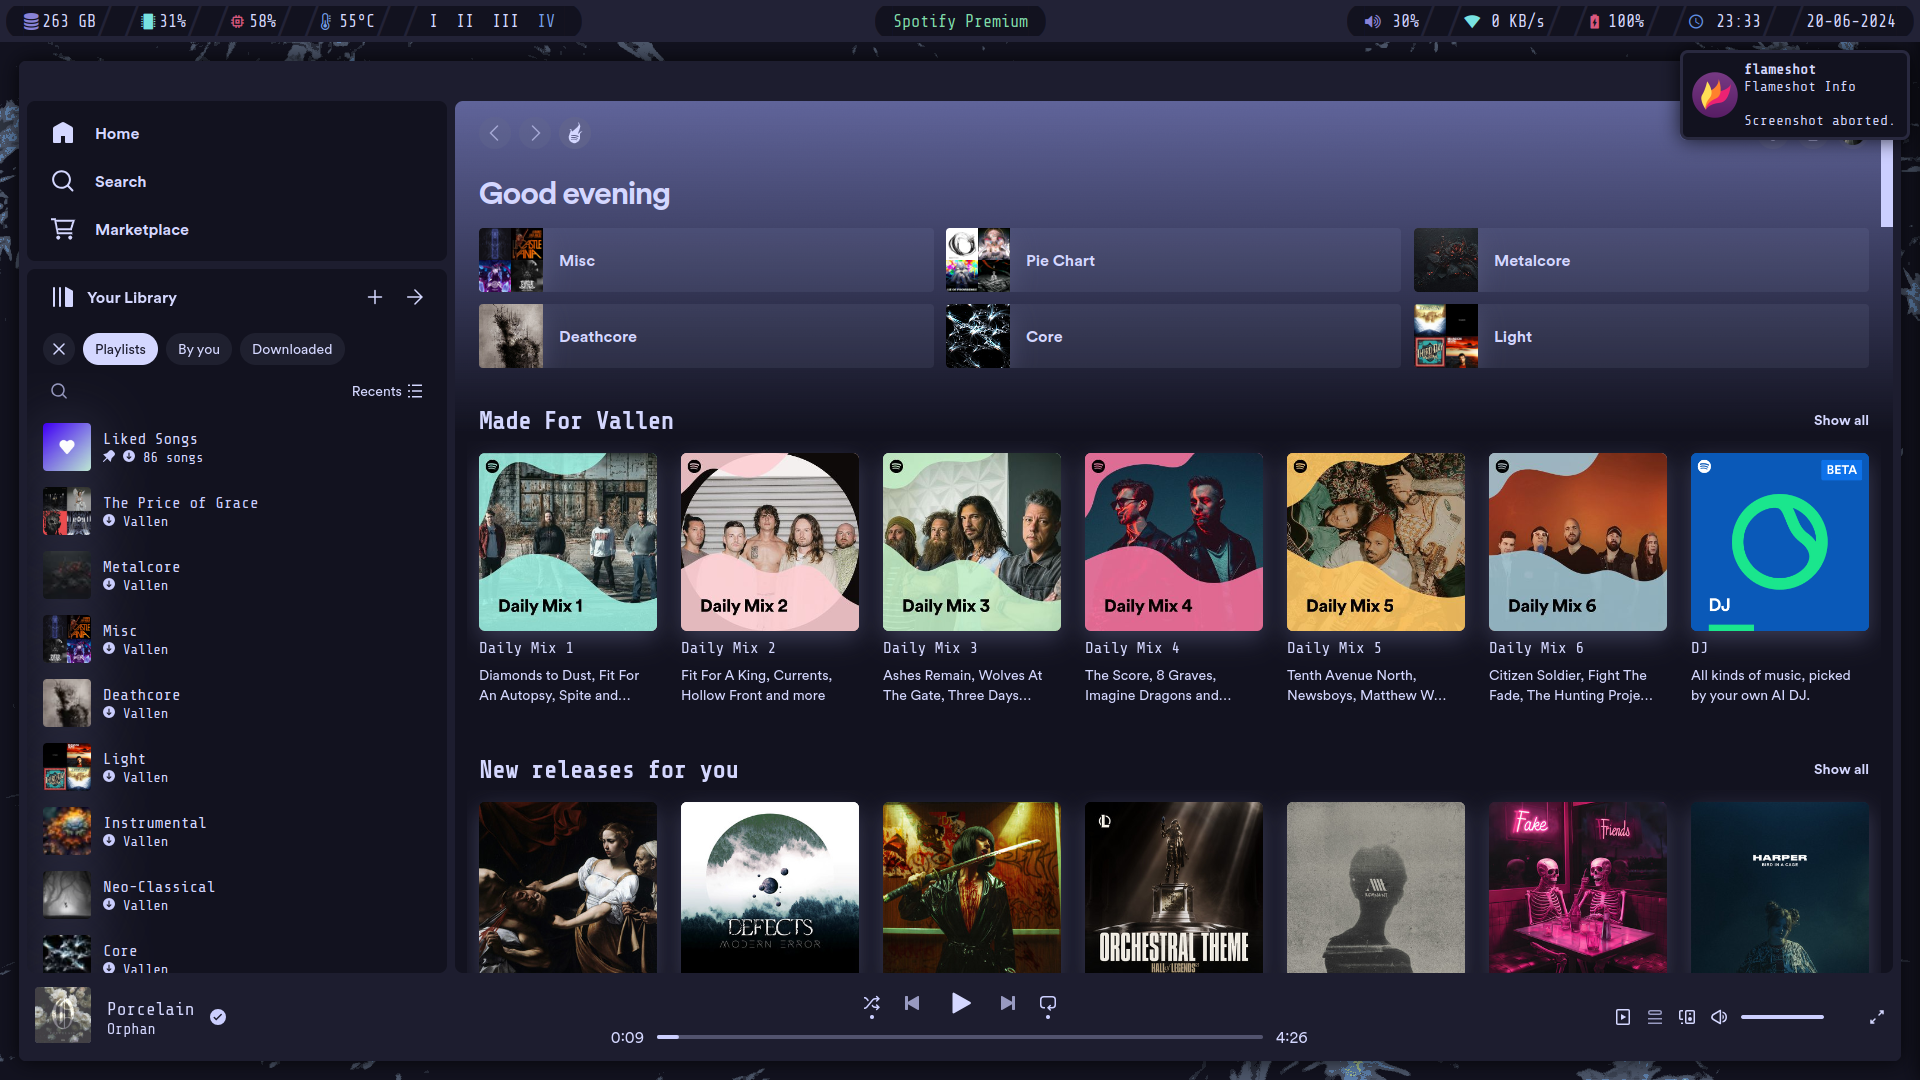 263 GB
31%
58%
55°C
I II III IV
Spotify Premium
30%
0 KB/s
100%
23:33
20-06-2024
flameshot
Flameshot Info
Screenshot aborted.
Home
Search
Marketplace
Your Library
Playlists
By you
Downloaded
Recents
Liked Songs
86 songs
The Price of Grace
Vallen
Metalcore
Vallen
Misc
Vallen
Deathcore
Vallen
Light
Vallen
Instrumental
Vallen
Neo-Classical
Vallen
Core
Vallen
Good evening
Misc
Pie Chart
Metalcore
Deathcore
Core
Light
Made For Vallen
Show all
Daily Mix 1
Daily Mix 2
Daily Mix 3
Daily Mix 4
Daily Mix 5
Daily Mix 6
BETA
DJ
Daily Mix 1
Diamonds to Dust, Fit For
An Autopsy, Spite and...
Daily Mix 2
Fit For A King, Currents,
Hollow Front and more
Daily Mix 3
Ashes Remain, Wolves At
The Gate, Three Days...
Daily Mix 4
The Score, 8 Graves,
Imagine Dragons and...
Daily Mix 5
Tenth Avenue North,
Newsboys, Matthew W...
Daily Mix 6
Citizen Soldier, Fight The
Fade, The Hunting Proje...
DJ
All kinds of music, picked
by your own AI DJ.
New releases for you
Show all
DEFECTS
MODERN ERROR
ORCHESTRAL THEME
HALL of LEGENDS
Fake
Friends
HARPER
BIRD IN A CAGE
Porcelain
Orphan
0:09
4:26